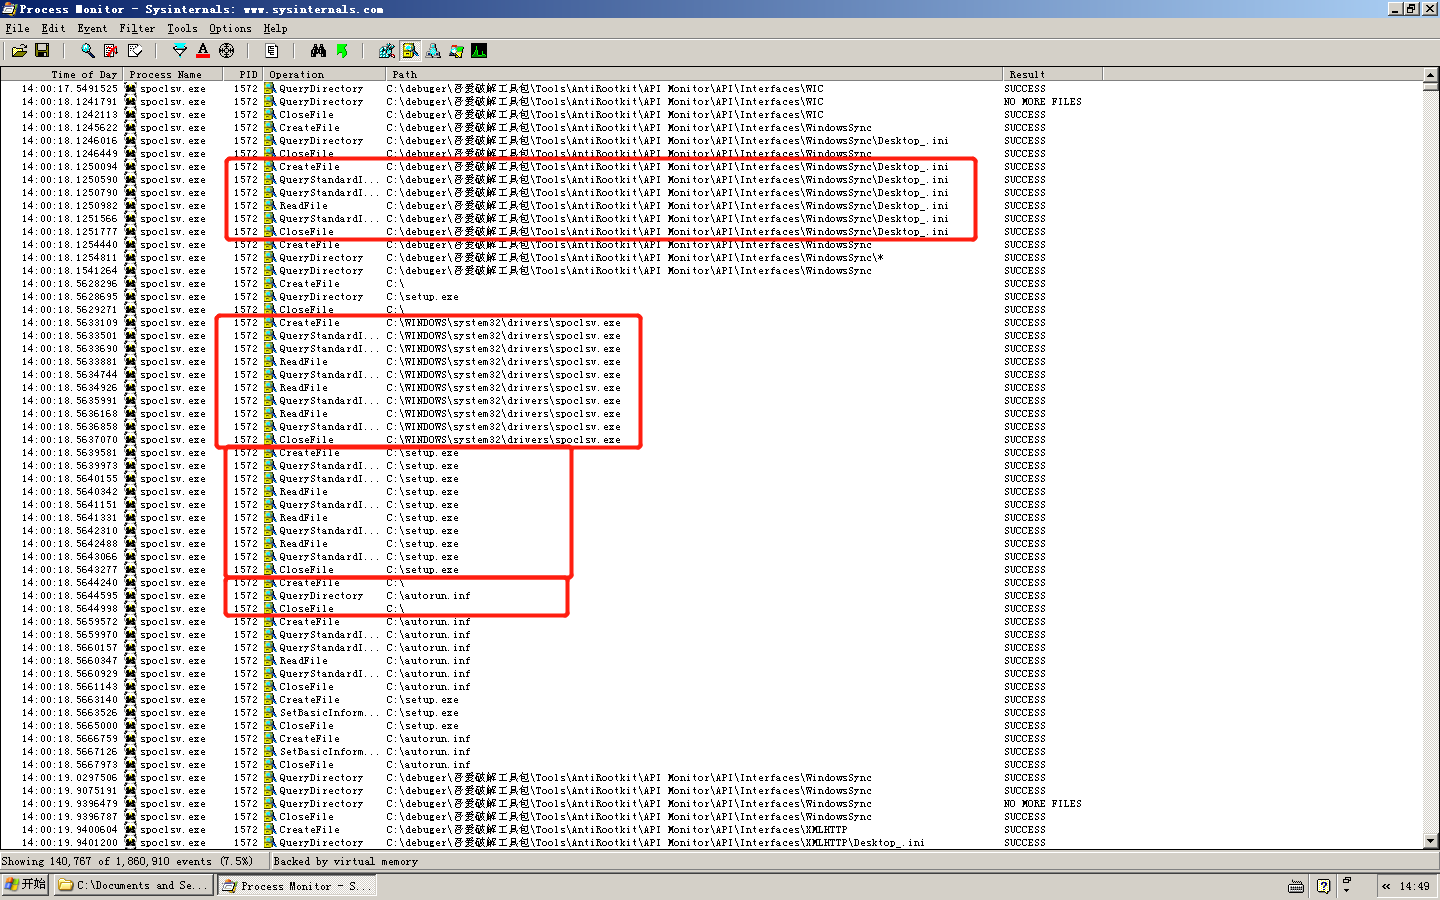 Process Monitor - Sysinternals: www.sysinternals.com
File Edit Event Filter Tools Options Help
Time of Day Process Name PID Operation Path Result
14:00:17.5491525 spoclsv.exe 1572 QueryDirectory C:\debuger\吾爱破解工具包\Tools\AntiRootkit\API Monitor\API\Interfaces\WIC SUCCESS
14:00:18.1241791 spoclsv.exe 1572 QueryDirectory C:\debuger\吾爱破解工具包\Tools\AntiRootkit\API Monitor\API\Interfaces\WIC NO MORE FILES
14:00:18.1242113 spoclsv.exe 1572 CloseFile C:\debuger\吾爱破解工具包\Tools\AntiRootkit\API Monitor\API\Interfaces\WIC SUCCESS
14:00:18.1245622 spoclsv.exe 1572 CreateFile C:\debuger\吾爱破解工具包\Tools\AntiRootkit\API Monitor\API\Interfaces\WindowsSync SUCCESS
14:00:18.1246016 spoclsv.exe 1572 QueryDirectory C:\debuger\吾爱破解工具包\Tools\AntiRootkit\API Monitor\API\Interfaces\WindowsSync\Desktop_.ini SUCCESS
14:00:18.1246449 spoclsv.exe 1572 CloseFile C:\debuger\吾爱破解工具包\Tools\AntiRootkit\API Monitor\API\Interfaces\WindowsSync SUCCESS
14:00:18.1250094 spoclsv.exe 1572 CreateFile C:\debuger\吾爱破解工具包\Tools\AntiRootkit\API Monitor\API\Interfaces\WindowsSync\Desktop_.ini SUCCESS
14:00:18.1250590 spoclsv.exe 1572 QueryStandardI... C:\debuger\吾爱破解工具包\Tools\AntiRootkit\API Monitor\API\Interfaces\WindowsSync\Desktop_.ini SUCCESS
14:00:18.1250790 spoclsv.exe 1572 QueryStandardI... C:\debuger\吾爱破解工具包\Tools\AntiRootkit\API Monitor\API\Interfaces\WindowsSync\Desktop_.ini SUCCESS
14:00:18.1250982 spoclsv.exe 1572 ReadFile C:\debuger\吾爱破解工具包\Tools\AntiRootkit\API Monitor\API\Interfaces\WindowsSync\Desktop_.ini SUCCESS
14:00:18.1251566 spoclsv.exe 1572 QueryStandardI... C:\debuger\吾爱破解工具包\Tools\AntiRootkit\API Monitor\API\Interfaces\WindowsSync\Desktop_.ini SUCCESS
14:00:18.1251777 spoclsv.exe 1572 CloseFile C:\debuger\吾爱破解工具包\Tools\AntiRootkit\API Monitor\API\Interfaces\WindowsSync\Desktop_.ini SUCCESS
14:00:18.1254440 spoclsv.exe 1572 CreateFile C:\debuger\吾爱破解工具包\Tools\AntiRootkit\API Monitor\API\Interfaces\WindowsSync SUCCESS
14:00:18.1254811 spoclsv.exe 1572 QueryDirectory C:\debuger\吾爱破解工具包\Tools\AntiRootkit\API Monitor\API\Interfaces\WindowsSync\* SUCCESS
14:00:18.1541264 spoclsv.exe 1572 QueryDirectory C:\debuger\吾爱破解工具包\Tools\AntiRootkit\API Monitor\API\Interfaces\WindowsSync SUCCESS
14:00:18.5628296 spoclsv.exe 1572 CreateFile C:\ SUCCESS
14:00:18.5628695 spoclsv.exe 1572 QueryDirectory C:\setup.exe SUCCESS
14:00:18.5629271 spoclsv.exe 1572 CloseFile C:\ SUCCESS
14:00:18.5633109 spoclsv.exe 1572 CreateFile C:\WINDOWS\system32\drivers\spoclsv.exe SUCCESS
14:00:18.5633501 spoclsv.exe 1572 QueryStandardI... C:\WINDOWS\system32\drivers\spoclsv.exe SUCCESS
14:00:18.5633690 spoclsv.exe 1572 QueryStandardI... C:\WINDOWS\system32\drivers\spoclsv.exe SUCCESS
14:00:18.5633881 spoclsv.exe 1572 ReadFile C:\WINDOWS\system32\drivers\spoclsv.exe SUCCESS
14:00:18.5634744 spoclsv.exe 1572 QueryStandardI... C:\WINDOWS\system32\drivers\spoclsv.exe SUCCESS
14:00:18.5634926 spoclsv.exe 1572 ReadFile C:\WINDOWS\system32\drivers\spoclsv.exe SUCCESS
14:00:18.5635991 spoclsv.exe 1572 QueryStandardI... C:\WINDOWS\system32\drivers\spoclsv.exe SUCCESS
14:00:18.5636168 spoclsv.exe 1572 ReadFile C:\WINDOWS\system32\drivers\spoclsv.exe SUCCESS
14:00:18.5636858 spoclsv.exe 1572 QueryStandardI... C:\WINDOWS\system32\drivers\spoclsv.exe SUCCESS
14:00:18.5637070 spoclsv.exe 1572 CloseFile C:\WINDOWS\system32\drivers\spoclsv.exe SUCCESS
14:00:18.5639581 spoclsv.exe 1572 CreateFile C:\setup.exe SUCCESS
14:00:18.5639973 spoclsv.exe 1572 QueryStandardI... C:\setup.exe SUCCESS
14:00:18.5640155 spoclsv.exe 1572 QueryStandardI... C:\setup.exe SUCCESS
14:00:18.5640342 spoclsv.exe 1572 ReadFile C:\setup.exe SUCCESS
14:00:18.5641151 spoclsv.exe 1572 QueryStandardI... C:\setup.exe SUCCESS
14:00:18.5641331 spoclsv.exe 1572 ReadFile C:\setup.exe SUCCESS
14:00:18.5642310 spoclsv.exe 1572 QueryStandardI... C:\setup.exe SUCCESS
14:00:18.5642488 spoclsv.exe 1572 ReadFile C:\setup.exe SUCCESS
14:00:18.5643066 spoclsv.exe 1572 QueryStandardI... C:\setup.exe SUCCESS
14:00:18.5643277 spoclsv.exe 1572 CloseFile C:\setup.exe SUCCESS
14:00:18.5644240 spoclsv.exe 1572 CreateFile C:\ SUCCESS
14:00:18.5644595 spoclsv.exe 1572 QueryDirectory C:\autorun.inf SUCCESS
14:00:18.5644998 spoclsv.exe 1572 CloseFile C:\ SUCCESS
14:00:18.5659572 spoclsv.exe 1572 CreateFile C:\autorun.inf SUCCESS
14:00:18.5659970 spoclsv.exe 1572 QueryStandardI... C:\autorun.inf SUCCESS
14:00:18.5660157 spoclsv.exe 1572 QueryStandardI... C:\autorun.inf SUCCESS
14:00:18.5660347 spoclsv.exe 1572 ReadFile C:\autorun.inf SUCCESS
14:00:18.5660929 spoclsv.exe 1572 QueryStandardI... C:\autorun.inf SUCCESS
14:00:18.5661143 spoclsv.exe 1572 CloseFile C:\autorun.inf SUCCESS
14:00:18.5663140 spoclsv.exe 1572 CreateFile C:\setup.exe SUCCESS
14:00:18.5663526 spoclsv.exe 1572 SetBasicInform... C:\setup.exe SUCCESS
14:00:18.5665000 spoclsv.exe 1572 CloseFile C:\setup.exe SUCCESS
14:00:18.5666759 spoclsv.exe 1572 CreateFile C:\autorun.inf SUCCESS
14:00:18.5667126 spoclsv.exe 1572 SetBasicInform... C:\autorun.inf SUCCESS
14:00:18.5667973 spoclsv.exe 1572 CloseFile C:\autorun.inf SUCCESS
14:00:19.0297506 spoclsv.exe 1572 QueryDirectory C:\debuger\吾爱破解工具包\Tools\AntiRootkit\API Monitor\API\Interfaces\WindowsSync SUCCESS
14:00:19.9075191 spoclsv.exe 1572 QueryDirectory C:\debuger\吾爱破解工具包\Tools\AntiRootkit\API Monitor\API\Interfaces\WindowsSync SUCCESS
14:00:19.9396479 spoclsv.exe 1572 QueryDirectory C:\debuger\吾爱破解工具包\Tools\AntiRootkit\API Monitor\API\Interfaces\WindowsSync NO MORE FILES
14:00:19.9396787 spoclsv.exe 1572 CloseFile C:\debuger\吾爱破解工具包\Tools\AntiRootkit\API Monitor\API\Interfaces\WindowsSync SUCCESS
14:00:19.9400604 spoclsv.exe 1572 CreateFile C:\debuger\吾爱破解工具包\Tools\AntiRootkit\API Monitor\API\Interfaces\XMLHTTP SUCCESS
14:00:19.9401200 spoclsv.exe 1572 QueryDirectory C:\debuger\吾爱破解工具包\Tools\AntiRootkit\API Monitor\API\Interfaces\XMLHTTP\Desktop_.ini SUCCESS
Showing 140,767 of 1,860,910 events (7.5%) Backed by virtual memory
开始 C:\Documents and Se... Process Monitor - S... « 14:49